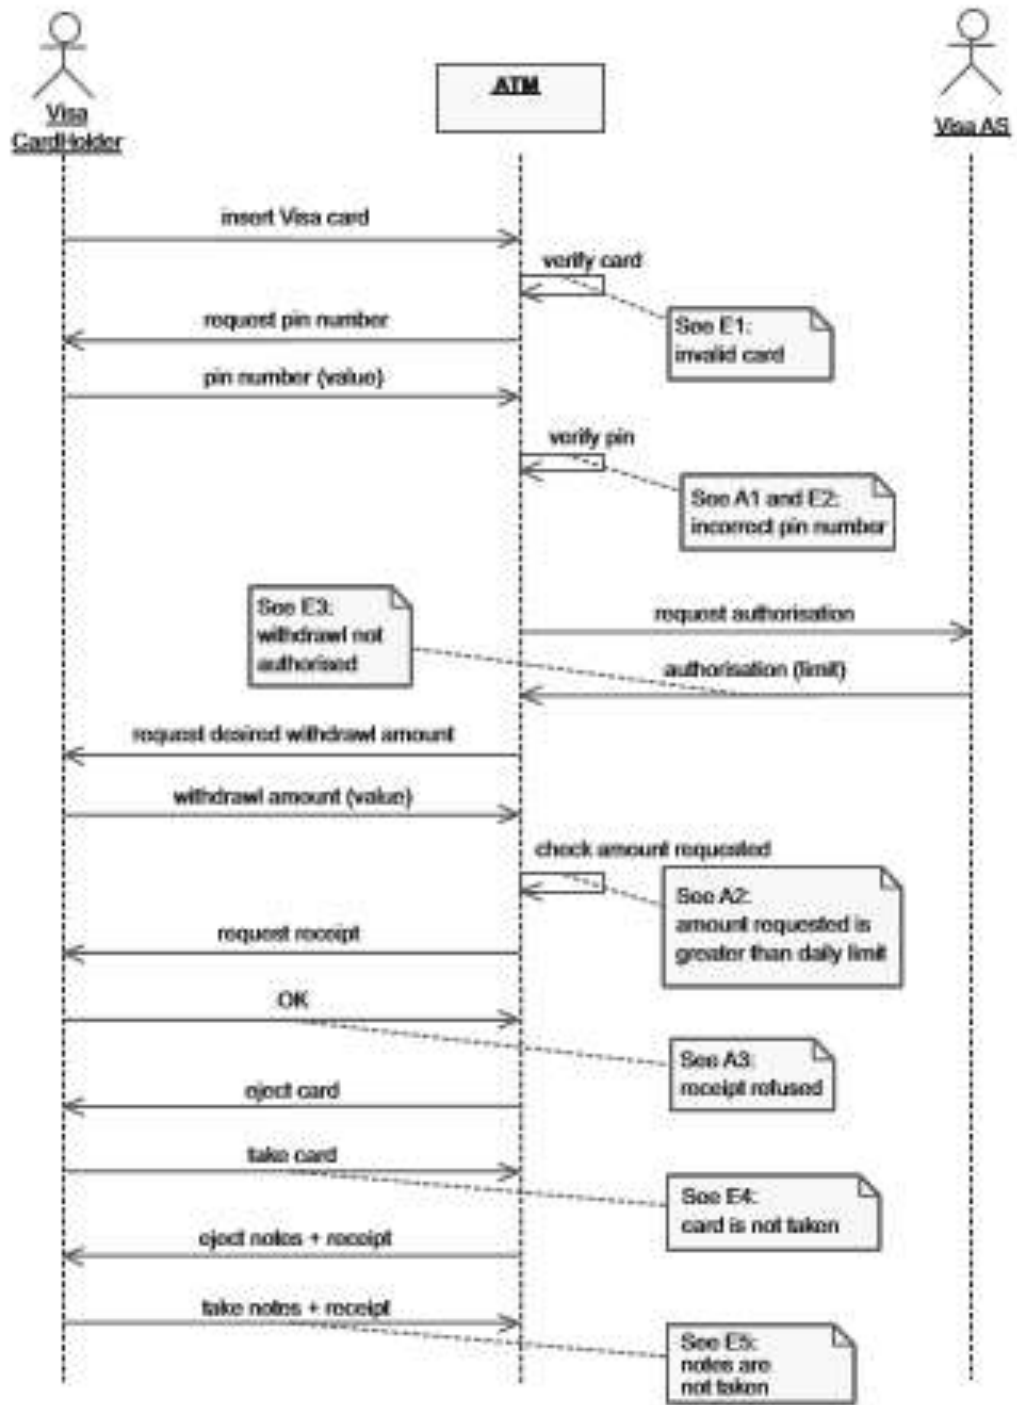 Visa
CardHolder
ATM
Visa AS
insert Visa card
verify card
See E1:
invalid card
request pin number
pin number (value)
verify pin
See A1 and E2:
incorrect pin number
See E3:
withdrawl not
authorised
request authorisation
authorisation (limit)
request desired withdrawl amount
withdrawl amount (value)
check amount requested
See A2:
amount requested is
greater than daily limit
request receipt
OK
See A3:
receipt refused
eject card
take card
See E4:
card is not taken
eject notes + receipt
take notes + receipt
See E5:
notes are
not taken